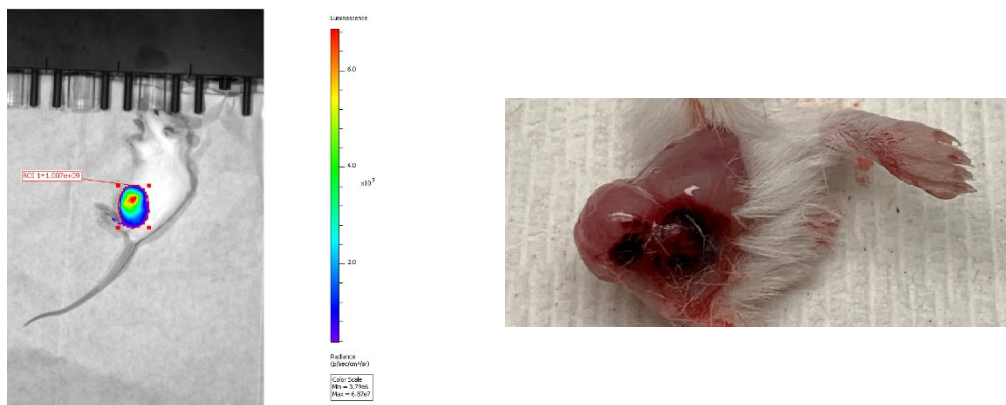 Luminescence
6.0
ROI 1=1.007e+09
4.0
x10⁷
2.0
Radiance
(p/sec/cm²/sr)
Color Scale
Min = 3.79e6
Max = 6.87e7